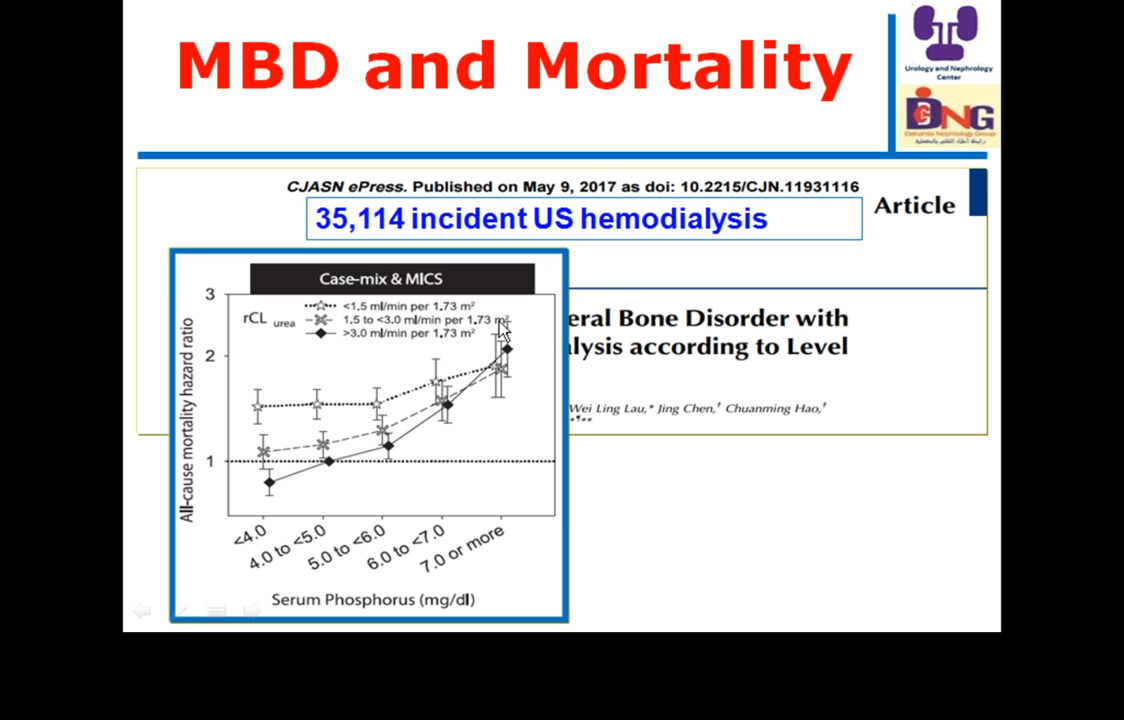 MBD and Mortality
Urology and Nephrology
Center
DNG
Dakahlia Nephrology Group
CJASN ePress. Published on May 9, 2017 as doi: 10.2215/CJN.11931116
Article
35,114 incident US hemodialysis
eral Bone Disorder with
lysis according to Level
Wei Ling Lau,* Jing Chen,† Chuanming Hao,†
Case-mix & MICS
rCL urea
<1.5 ml/min per 1.73 m²
1.5 to <3.0 ml/min per 1.73 m²
>3.0 ml/min per 1.73 m²
All-cause mortality hazard ratio
3
2
1
<4.0
4.0 to <5.0
5.0 to <6.0
6.0 to <7.0
7.0 or more
Serum Phosphorus (mg/dl)